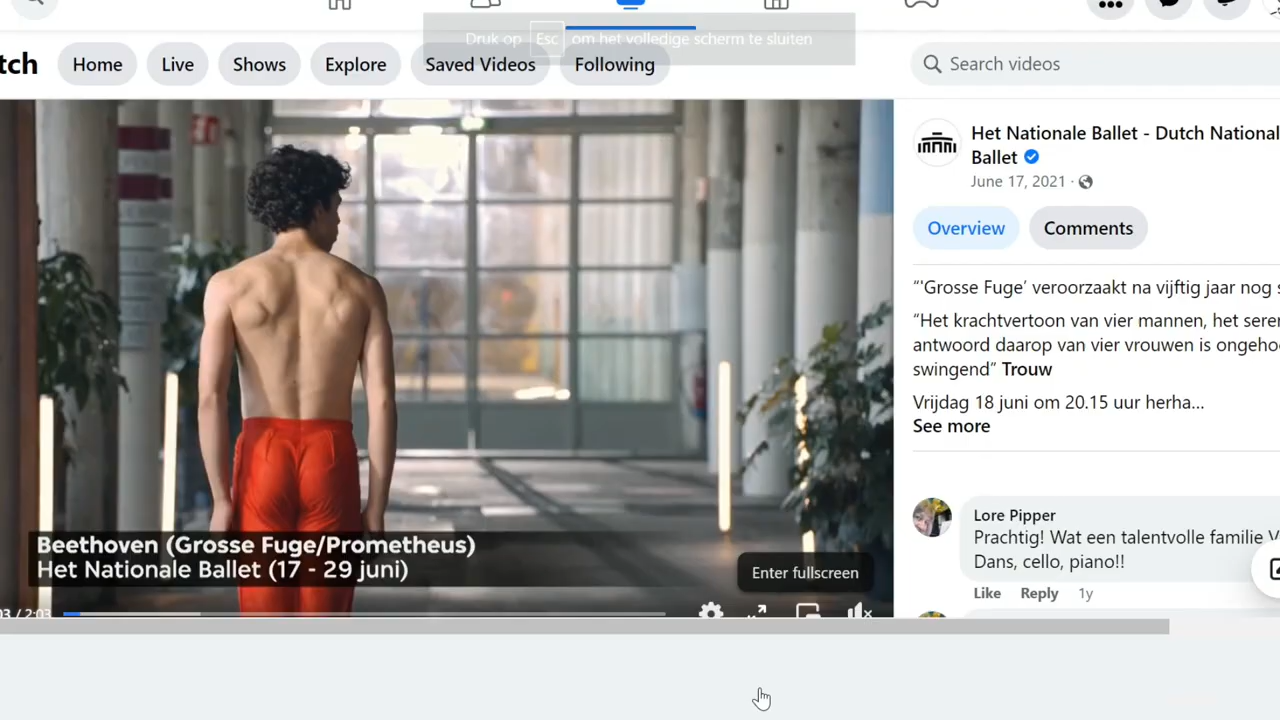 Druk op Esc om het volledige scherm te sluiten
tch
Home
Live
Shows
Explore
Saved Videos
Following
Search videos
Het Nationale Ballet - Dutch National
Ballet
June 17, 2021 ·
Overview
Comments
“'Grosse Fuge’ veroorzaakt na vijftig jaar nog s
“Het krachtvertoon van vier mannen, het seren
antwoord daarop van vier vrouwen is ongeho
swingend” Trouw
Vrijdag 18 juni om 20.15 uur herha...
See more
Beethoven (Grosse Fuge/Prometheus)
Het Nationale Ballet (17 - 29 juni)
Enter fullscreen
03 / 2:03
Lore Pipper
Prachtig! Wat een talentvolle familie V
Dans, cello, piano!!
Like Reply 1y